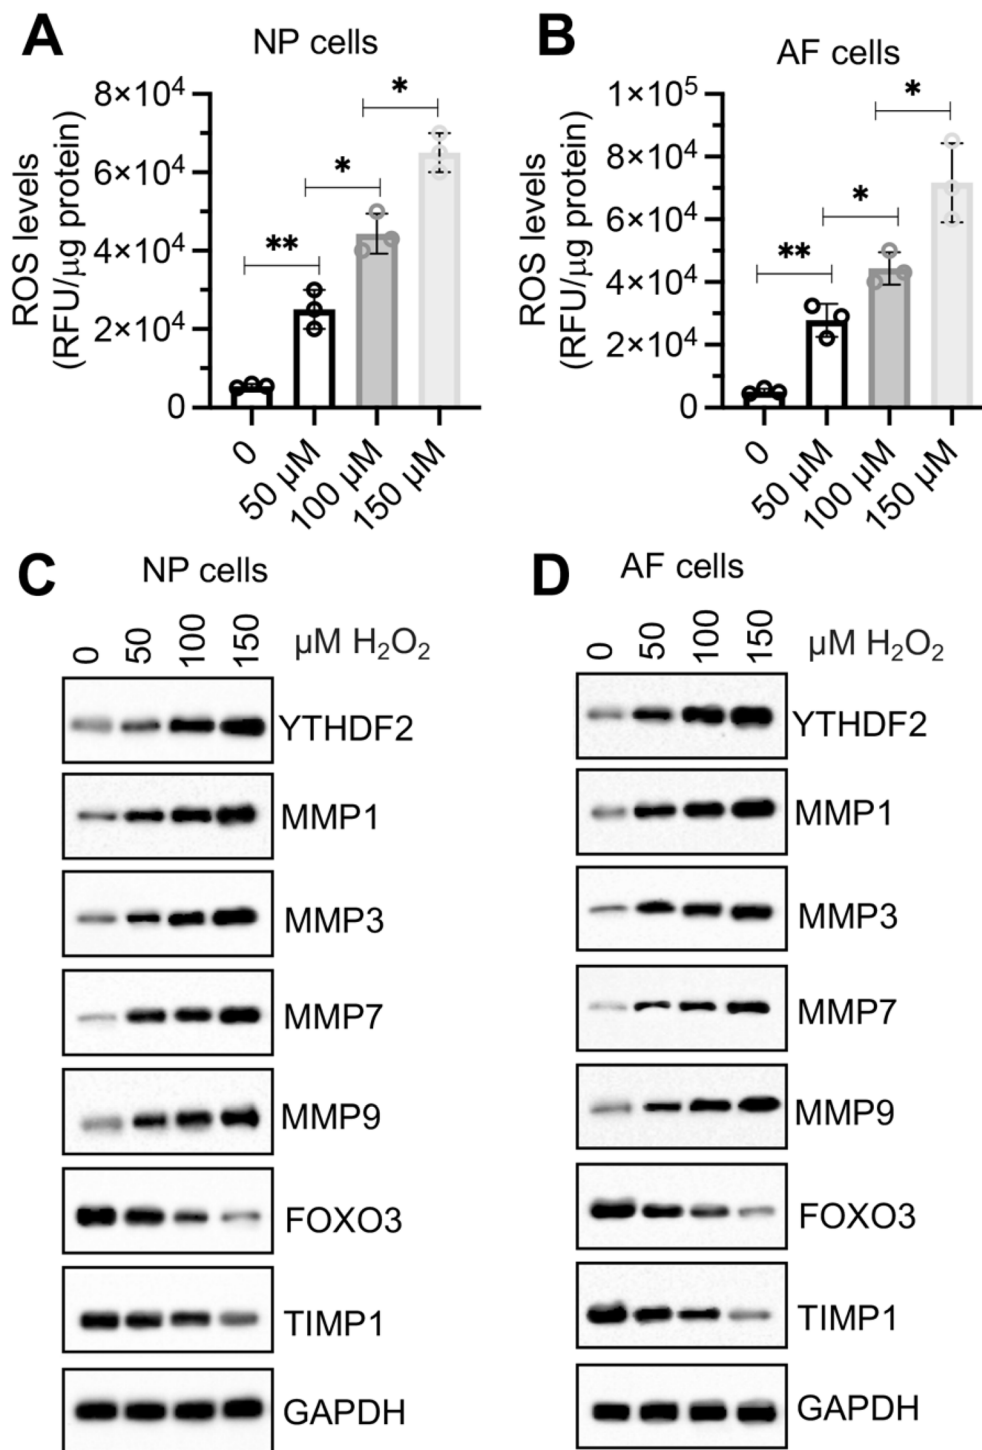 A
NP cells
ROS levels
(RFU/μg protein)
8×10⁴
6×10⁴
4×10⁴
2×10⁴
0
**
*
*
0
50 μM
100 μM
150 μM
B
AF cells
ROS levels
(RFU/μg protein)
1×10⁵
8×10⁴
6×10⁴
4×10⁴
2×10⁴
0
**
*
*
0
50 μM
100 μM
150 μM
C
NP cells
0 50 100 150 μM H₂O₂
YTHDF2
MMP1
MMP3
MMP7
MMP9
FOXO3
TIMP1
GAPDH
D
AF cells
0 50 100 150 μM H₂O₂
YTHDF2
MMP1
MMP3
MMP7
MMP9
FOXO3
TIMP1
GAPDH